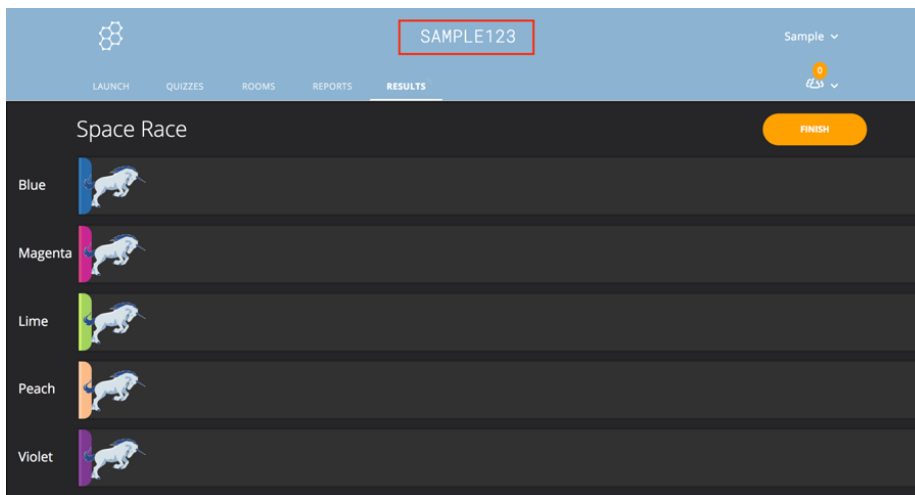 SAMPLE123
Sample
0
LAUNCH QUIZZES ROOMS REPORTS RESULTS
Space Race
FINISH
Blue
Magenta
Lime
Peach
Violet